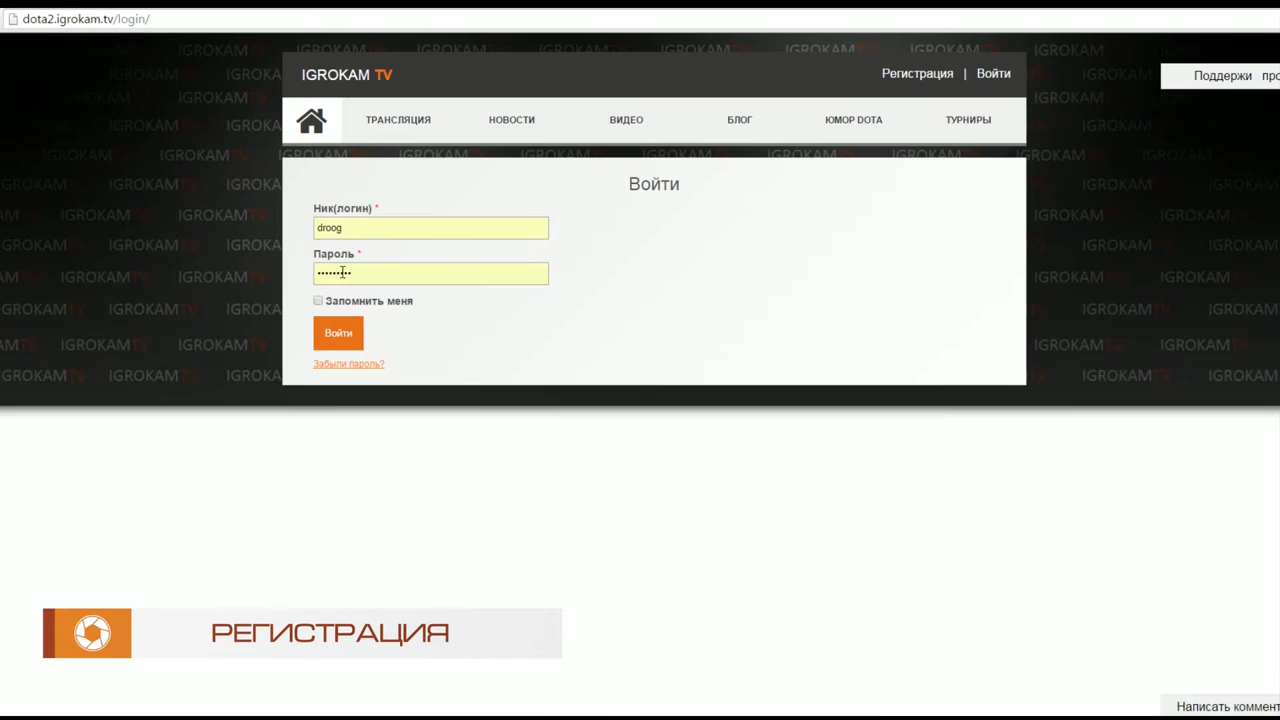 dota2.igrokam.tv/login/
IGROKAM TV
Регистрация | Войти
Поддержи про
ТРАНСЛЯЦИЯ НОВОСТИ ВИДЕО БЛОГ ЮМОР DOTA ТУРНИРЫ
Войти
Ник(логин) *
droog
Пароль *
Запомнить меня
Войти
Забыли пароль?
РЕГИСТРАЦИЯ
Написать коммент